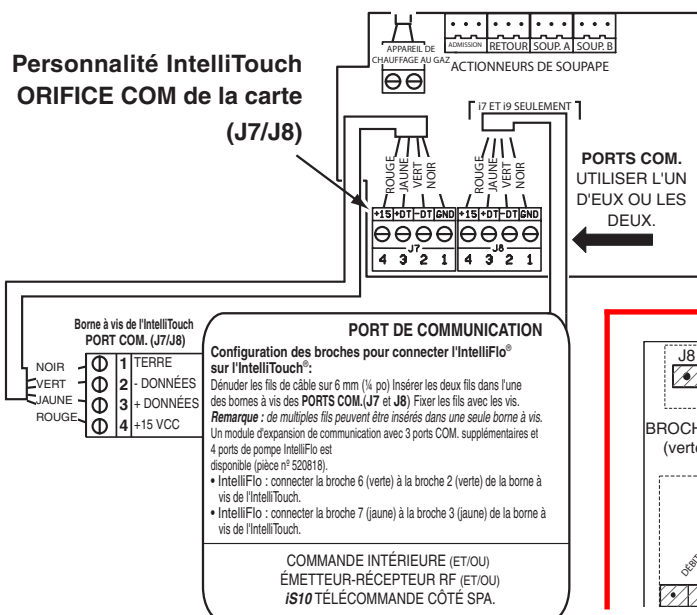 Personnalité IntelliTouch
ORIFICE COM de la carte
(J7/J8)
APPAREIL DE
CHAUFFAGE AU GAZ
ADMISSION RETOUR SOUP. A SOUP. B
ACTIONNEURS DE SOUPAPE
i7 ET i9 SEULEMENT
ROUGE
JAUNE
VERT
NOIR
ROUGE
JAUNE
VERT
NOIR
+15 +DT -DT GND +15 +DT -DT GND
J7 J8
4 3 2 1 4 3 2 1
PORTS COM.
UTILISER L'UN
D'EUX OU LES
DEUX.
Borne à vis de l'IntelliTouch
PORT COM. (J7/J8)
NOIR 1 TERRE
VERT 2 - DONNÉES
JAUNE 3 + DONNÉES
ROUGE 4 +15 VCC
PORT DE COMMUNICATION
Configuration des broches pour connecter l'IntelliFlo®
sur l'IntelliTouch®:
Dénuder les fils de câble sur 6 mm (¼ po) Insérer les deux fils dans l'une
des bornes à vis des PORTS COM.(J7 et J8) Fixer les fils avec les vis.
Remarque : de multiples fils peuvent être insérés dans une seule borne à vis.
Un module d'expansion de communication avec 3 ports COM. supplémentaires et
4 ports de pompe IntelliFlo est
disponible (pièce nº 520818).
• IntelliFlo : connecter la broche 6 (verte) à la broche 2 (verte) de la borne à
vis de l'IntelliTouch.
• IntelliFlo : connecter la broche 7 (jaune) à la broche 3 (jaune) de la borne à
vis de l'IntelliTouch.
COMMANDE INTÉRIEURE (ET/OU)
ÉMETTEUR-RÉCEPTEUR RF (ET/OU)
iS10 TÉLÉCOMMANDE CÔTÉ SPA.
J8
BROCH
(verte
DÉBIT